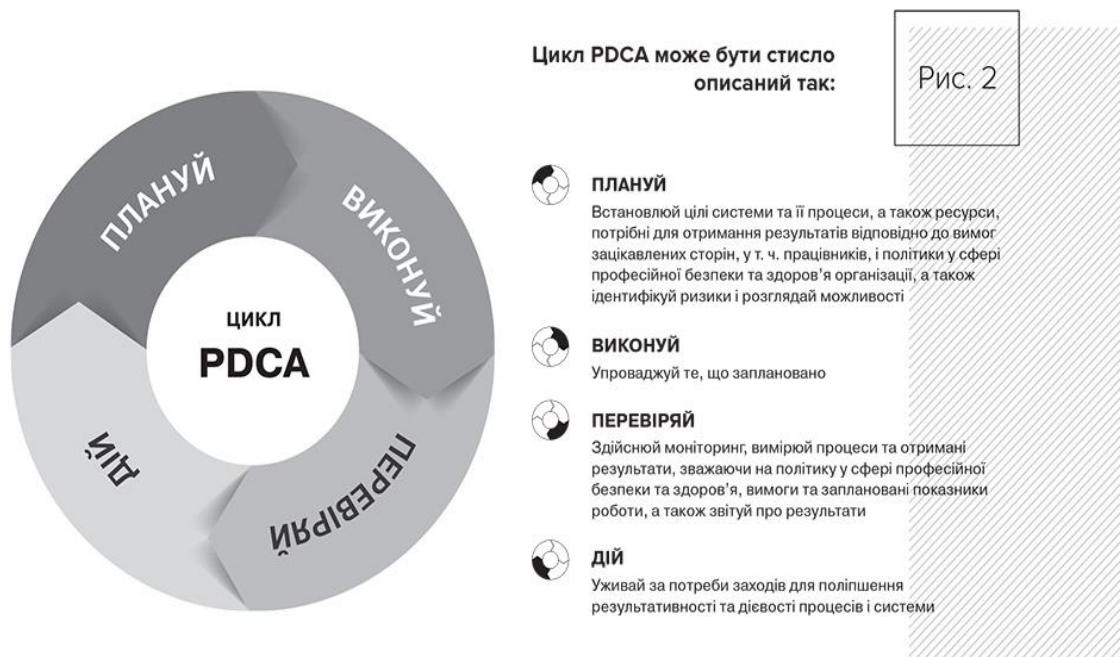 ПЛАНУЙ
ВИКОНУЙ
ПЕРЕВІРЯЙ
ДІЙ
ЦИКЛ
PDCA
Цикл PDCA може бути стисло
описаний так:
Рис. 2
ПЛАНУЙ
Встановлюй цілі системи та її процеси, а також ресурси,
потрібні для отримання результатів відповідно до вимог
зацікавлених сторін, у т. ч. працівників, і політики у сфері
професійної безпеки та здоров’я організації, а також
ідентифікуй ризики і розглядай можливості
ВИКОНУЙ
Упроваджуй те, що заплановано
ПЕРЕВІРЯЙ
Здійснюй моніторинг, вимірюй процеси та отримані
результати, зважаючи на політику у сфері професійної
безпеки та здоров’я, вимоги та заплановані показники
роботи, а також звітуй про результати
ДІЙ
Уживай за потреби заходів для поліпшення
результативності та дієвості процесів і системи